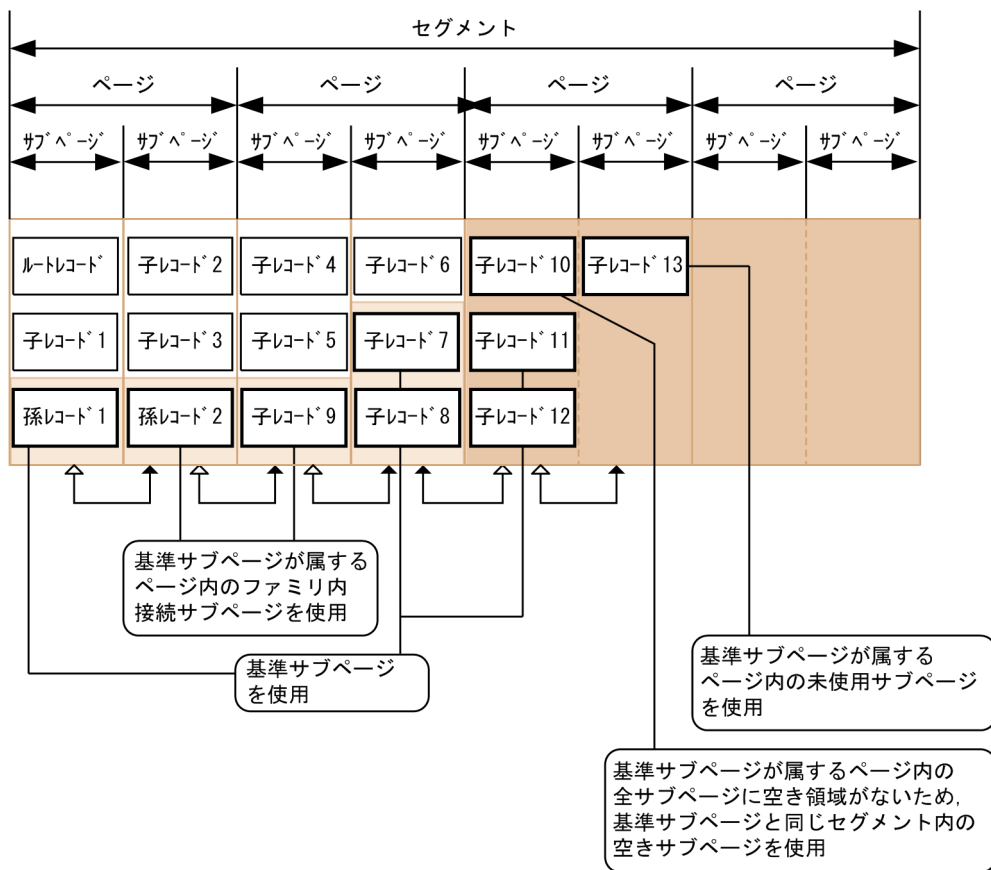 セグメント
ページ ページ ページ ページ
ｻﾌﾞﾍﾟｰｼﾞ ｻﾌﾞﾍﾟｰｼﾞ ｻﾌﾞﾍﾟｰｼﾞ ｻﾌﾞﾍﾟｰｼﾞ ｻﾌﾞﾍﾟｰｼﾞ ｻﾌﾞﾍﾟｰｼﾞ ｻﾌﾞﾍﾟｰｼﾞ ｻﾌﾞﾍﾟｰｼﾞ
ﾙｰﾄﾚｺｰﾄﾞ 子ﾚｺｰﾄﾞ2 子ﾚｺｰﾄﾞ4 子ﾚｺｰﾄﾞ6 子ﾚｺｰﾄﾞ10 子ﾚｺｰﾄﾞ13
子ﾚｺｰﾄﾞ1 子ﾚｺｰﾄﾞ3 子ﾚｺｰﾄﾞ5 子ﾚｺｰﾄﾞ7 子ﾚｺｰﾄﾞ11
孫ﾚｺｰﾄﾞ1 孫ﾚｺｰﾄﾞ2 子ﾚｺｰﾄﾞ9 子ﾚｺｰﾄﾞ8 子ﾚｺｰﾄﾞ12
基準サブページが属する
ページ内のファミリ内
接続サブページを使用
基準サブページ
を使用
基準サブページが属する
ページ内の未使用サブページ
を使用
基準サブページが属するページ内の
全サブページに空き領域がないため,
基準サブページと同じセグメント内の
空きサブページを使用